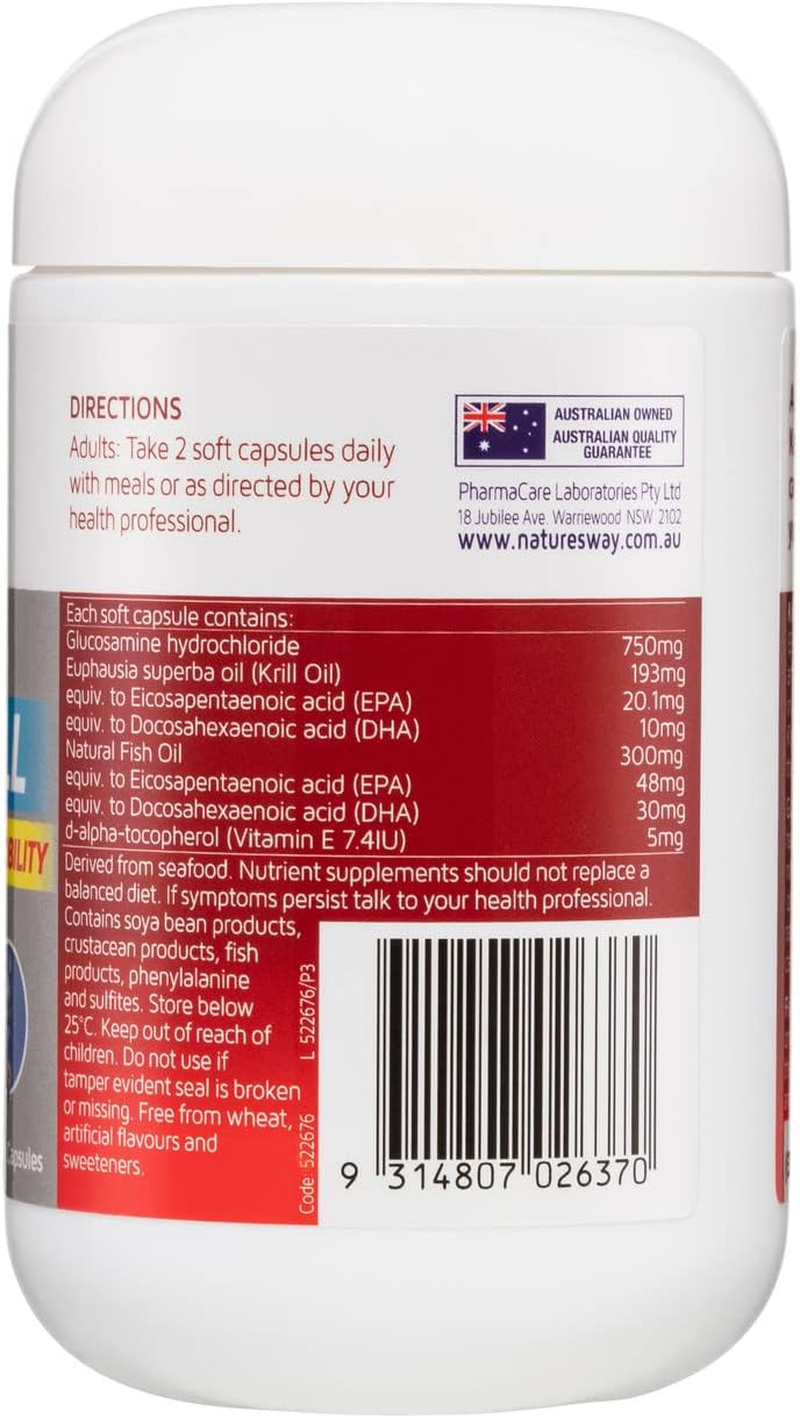 DIRECTIONS
Adults: Take 2 soft capsules daily
with meals or as directed by your
health professional.
AUSTRALIAN OWNED
AUSTRALIAN QUALITY
GUARANTEE
PharmaCare Laboratories Pty Ltd
18 Jubilee Ave. Warriewood NSW 2102
www.naturesway.com.au
Each soft capsule contains:
Glucosamine hydrochloride 750mg
Euphausia superba oil (Krill Oil) 193mg
equiv. to Eicosapentaenoic acid (EPA) 20.1mg
equiv. to Docosahexaenoic acid (DHA) 10mg
Natural Fish Oil 300mg
equiv. to Eicosapentaenoic acid (EPA) 48mg
equiv. to Docosahexaenoic acid (DHA) 30mg
d-alpha-tocopherol (Vitamin E 7.4IU) 5mg
Derived from seafood. Nutrient supplements should not replace a
balanced diet. If symptoms persist talk to your health professional.
Contains soya bean products,
crustacean products, fish
products, phenylalanine
and sulfites. Store below
25°C. Keep out of reach of
children. Do not use if
tamper evident seal is broken
or missing. Free from wheat,
artificial flavours and
sweeteners.
Code: 522676 L 522676/P3
9 314807 026370
LL
BILITY
apsules